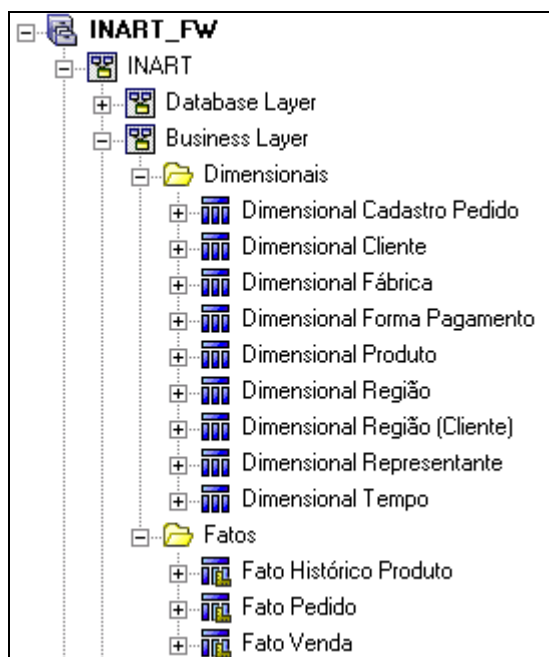 INART_FW
INART
Database Layer
Business Layer
Dimensionais
Dimensional Cadastro Pedido
Dimensional Cliente
Dimensional Fábrica
Dimensional Forma Pagamento
Dimensional Produto
Dimensional Região
Dimensional Região (Cliente)
Dimensional Representante
Dimensional Tempo
Fatos
Fato Histórico Produto
Fato Pedido
Fato Venda